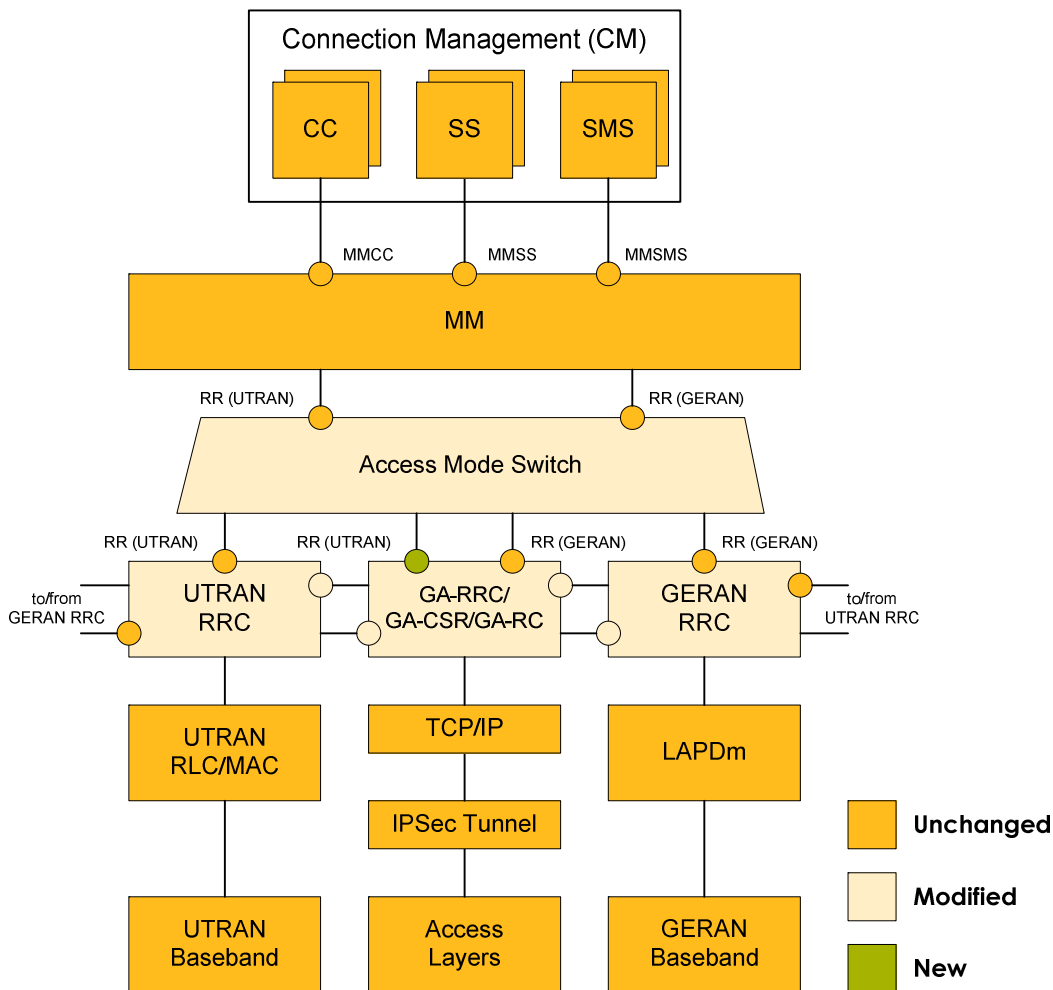 Connection Management (CM)
CC
SS
SMS
MMCC
MMSS
MMSMS
MM
RR (UTRAN)
RR (GERAN)
Access Mode Switch
RR (UTRAN)
RR (UTRAN)
RR (GERAN)
RR (GERAN)
to/from
GERAN RRC
UTRAN
RRC
GA-RRC/
GA-CSR/GA-RC
GERAN
RRC
to/from
UTRAN RRC
UTRAN
RLC/MAC
TCP/IP
LAPDm
IPSec Tunnel
UTRAN
Baseband
Access
Layers
GERAN
Baseband
Unchanged
Modified
New